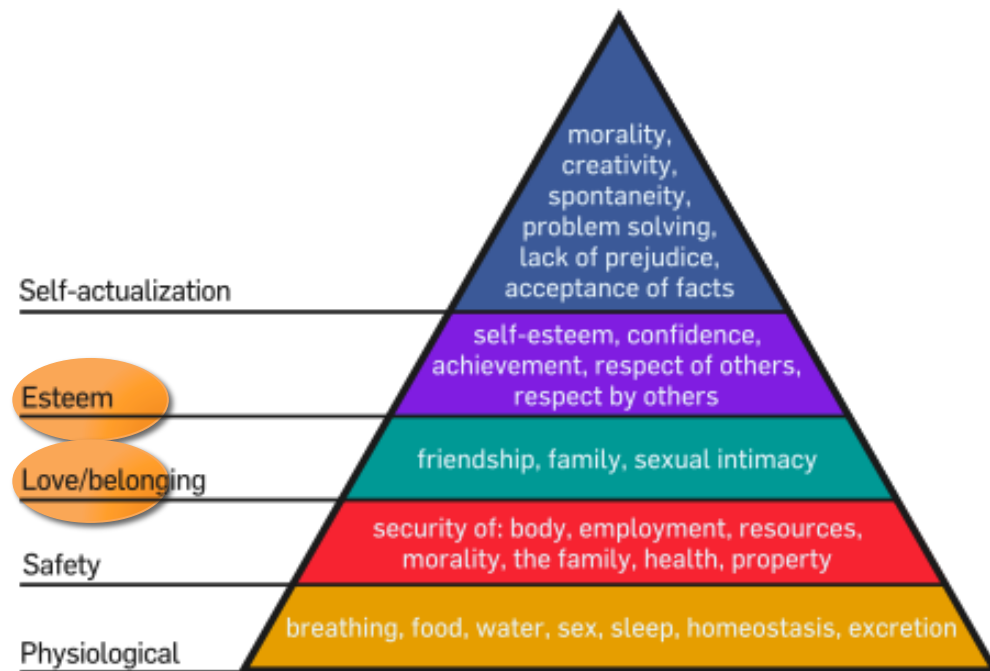 morality,
creativity,
spontaneity,
problem solving,
lack of prejudice,
acceptance of facts
Self-actualization
self-esteem, confidence,
achievement, respect of others,
respect by others
Esteem
friendship, family, sexual intimacy
Love/belonging
security of: body, employment, resources,
morality, the family, health, property
Safety
breathing, food, water, sex, sleep, homeostasis, excretion
Physiological